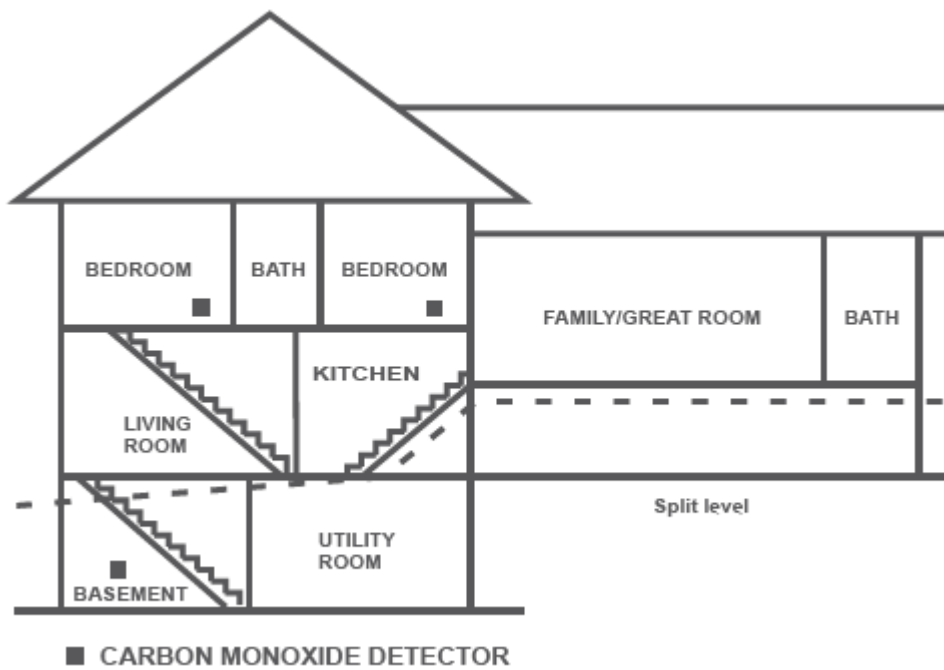 BEDROOM
BATH
BEDROOM
FAMILY/GREAT ROOM
BATH
KITCHEN
LIVING
ROOM
Split level
UTILITY
ROOM
BASEMENT
CARBON MONOXIDE DETECTOR